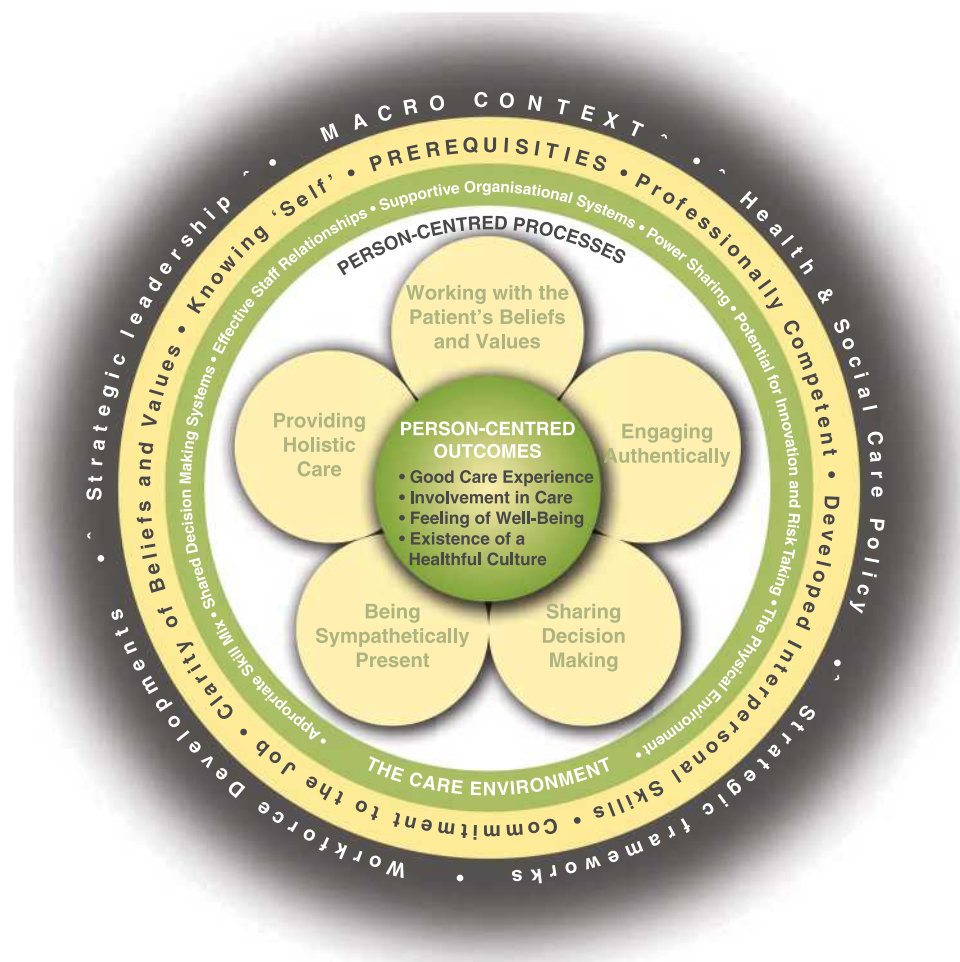 • MACRO CONTEXT ^ • ^ Health & Social Care Policy ^ • ^ Strategic frameworks • Workforce Developments • ^ Strategic leadership ^
• PREREQUISITIES • Professionally Competent • Developed Interpersonal Skills • Commitment to the Job • Clarity of Beliefs and Values • Knowing 'Self'
• Appropriate Skill Mix • Shared Decision Making Systems • Effective Staff Relationships • Supportive Organisational Systems • Power Sharing • Potential for Innovation and Risk Taking • The Physical Environment •
THE CARE ENVIRONMENT
PERSON-CENTRED PROCESSES
Working with the
Patient's Beliefs
and Values
Engaging
Authentically
Sharing
Decision
Making
Being
Sympathetically
Present
Providing
Holistic
Care
PERSON-CENTRED
OUTCOMES
• Good Care Experience
• Involvement in Care
• Feeling of Well-Being
• Existence of a
Healthful Culture